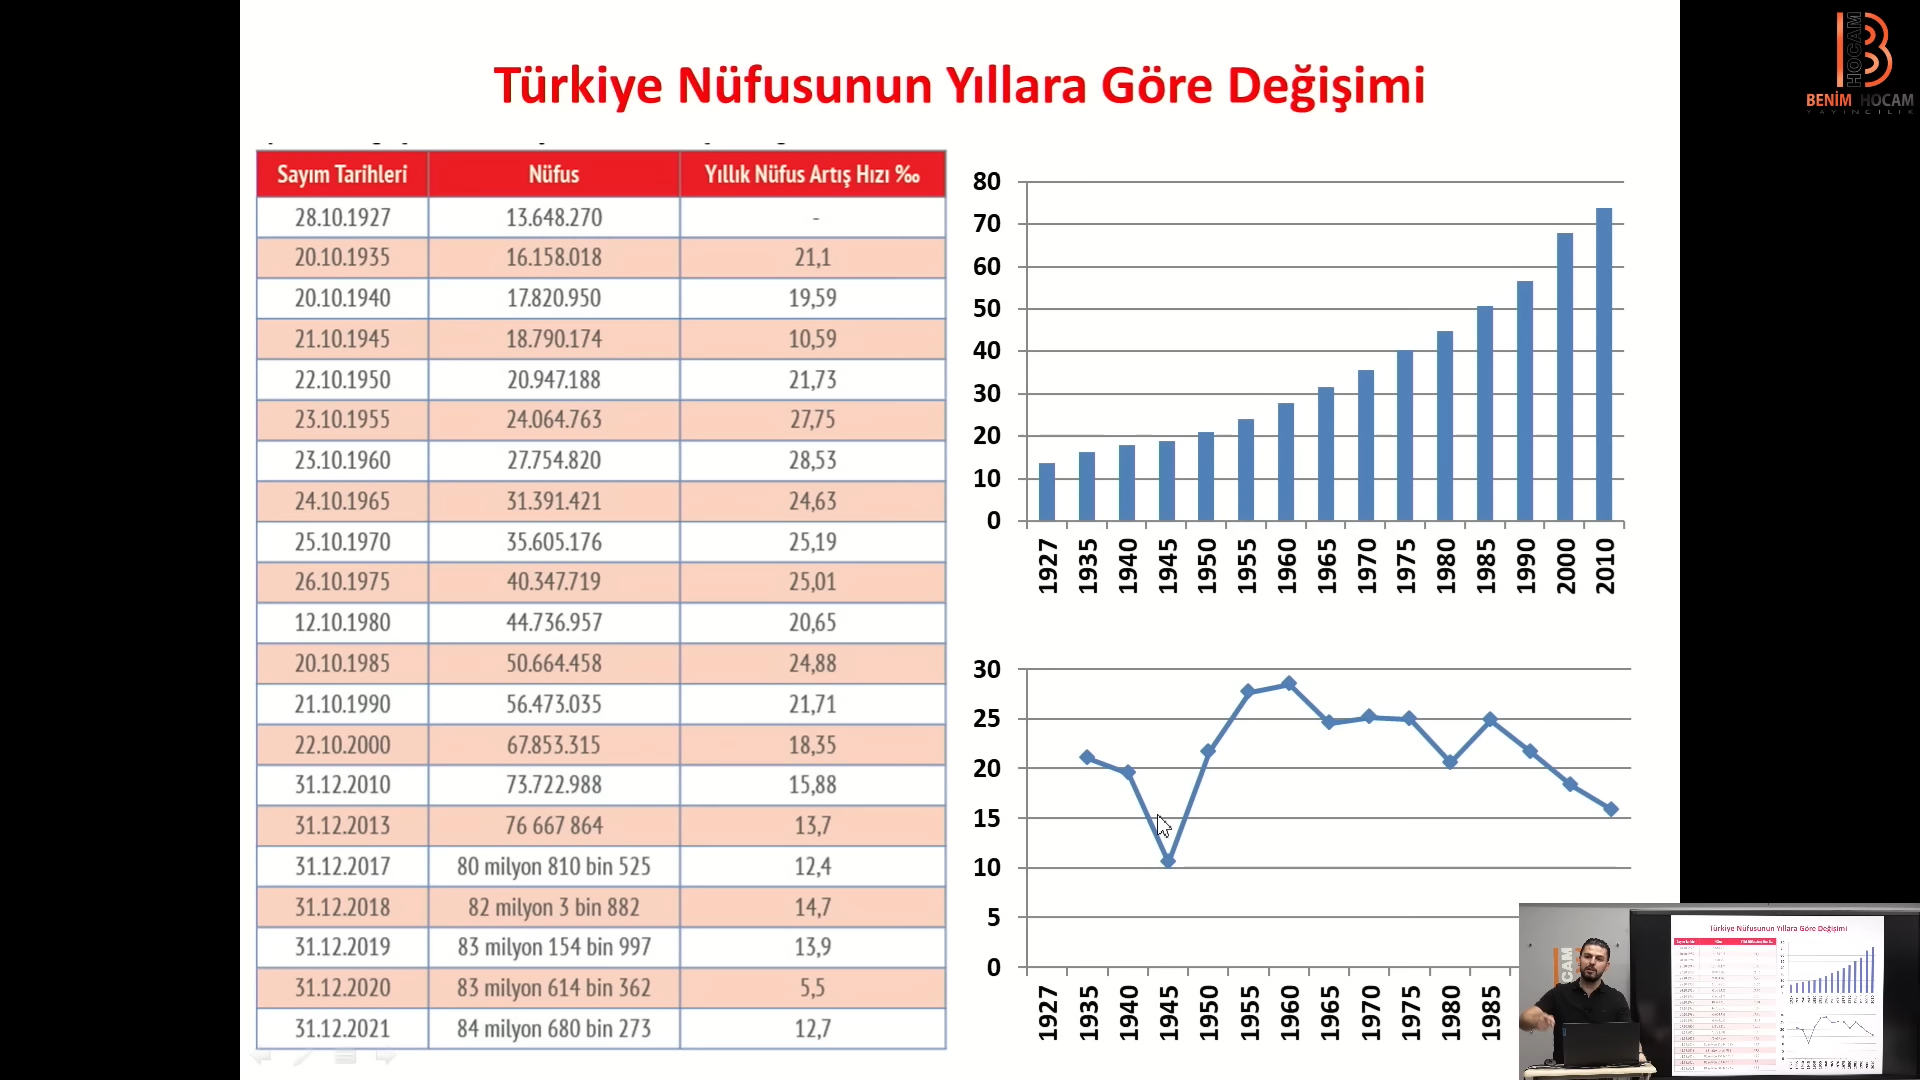 Türkiye Nüfusunun Yıllara Göre Değişimi
Sayım Tarihleri Nüfus Yıllık Nüfus Artış Hızı ‰
28.10.1927 13.648.270 -
20.10.1935 16.158.018 21,1
20.10.1940 17.820.950 19,59
21.10.1945 18.790.174 10,59
22.10.1950 20.947.188 21,73
23.10.1955 24.064.763 27,75
23.10.1960 27.754.820 28,53
24.10.1965 31.391.421 24,63
25.10.1970 35.605.176 25,19
26.10.1975 40.347.719 25,01
12.10.1980 44.736.957 20,65
20.10.1985 50.664.458 24,88
21.10.1990 56.473.035 21,71
22.10.2000 67.853.315 18,35
31.12.2010 73.722.988 15,88
31.12.2013 76 667 864 13,7
31.12.2017 80 milyon 810 bin 525 12,4
31.12.2018 82 milyon 3 bin 882 14,7
31.12.2019 83 milyon 154 bin 997 13,9
31.12.2020 83 milyon 614 bin 362 5,5
31.12.2021 84 milyon 680 bin 273 12,7
80
70
60
50
40
30
20
10
0
1927 1935 1940 1945 1950 1955 1960 1965 1970 1975 1980 1985 1990 2000 2010
30
25
20
15
10
5
0
1927 1935 1940 1945 1950 1955 1960 1965 1970 1975 1980 1985
HOCAM
BENİM HOCAM
YAYINCILIK
Türkiye Nüfusunun Yıllara Göre Değişimi